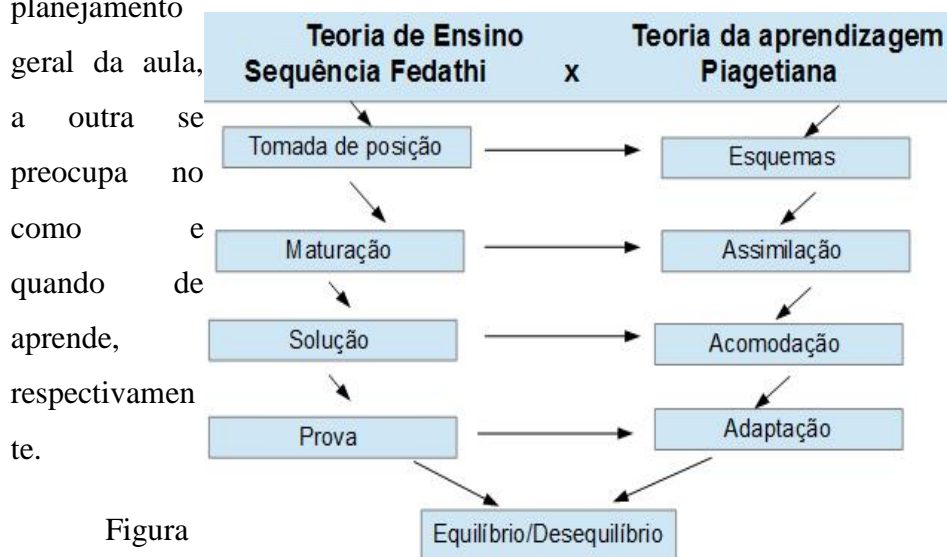 planejamento
geral da aula,
a outra se
preocupa no
como e
quando de
aprende,
respectivamen
te.
Figura
Teoria de Ensino Teoria da aprendizagem
Sequência Fedathi x Piagetiana
Tomada de posição Esquemas
Maturação Assimilação
Solução Acomodação
Prova Adaptação
Equilíbrio/Desequilíbrio